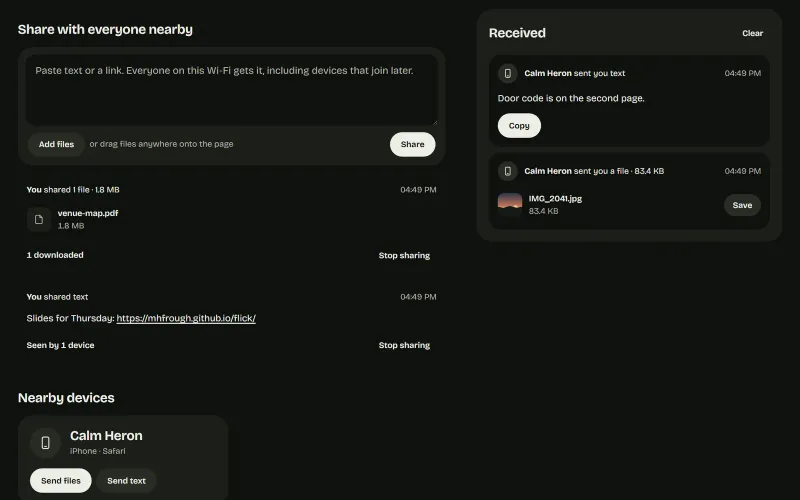 Share with everyone nearby
Paste text or a link. Everyone on this Wi-Fi gets it, including devices that join later.
Add files
or drag files anywhere onto the page
Share
You shared 1 file · 1.8 MB
04:49 PM
venue-map.pdf
1.8 MB
1 downloaded
Stop sharing
You shared text
04:49 PM
Slides for Thursday: https://mhfrough.github.io/flick/
Seen by 1 device
Stop sharing
Nearby devices
Calm Heron
iPhone · Safari
Send files
Send text
Received
Clear
Calm Heron sent you text
04:49 PM
Door code is on the second page.
Copy
Calm Heron sent you a file · 83.4 KB
04:49 PM
IMG_2041.jpg
83.4 KB
Save